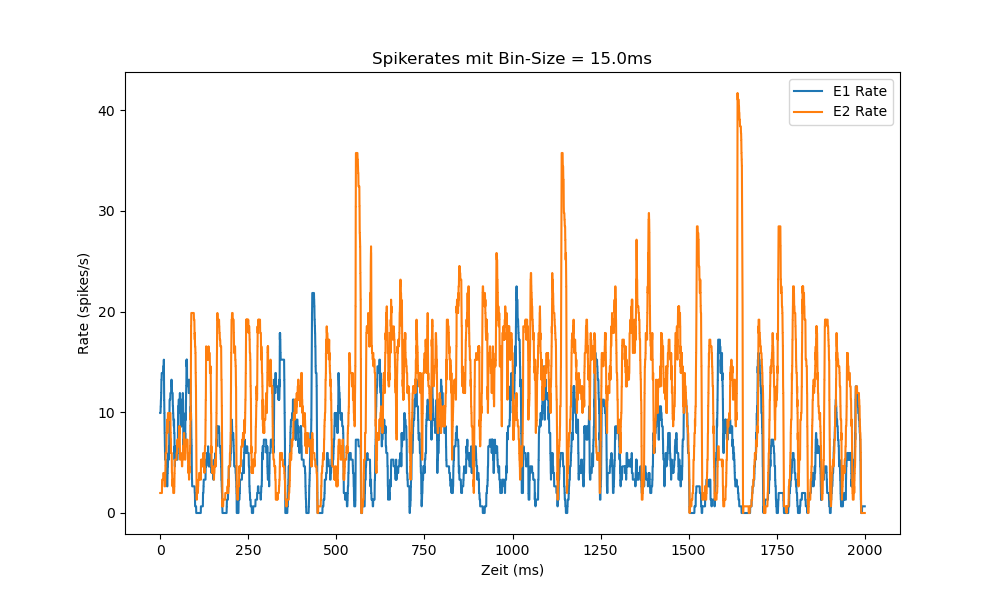 Spikerates mit Bin-Size = 15.0ms
E1 Rate
E2 Rate
Rate (spikes/s)
40
30
20
10
0
0 250 500 750 1000 1250 1500 1750 2000
Zeit (ms)